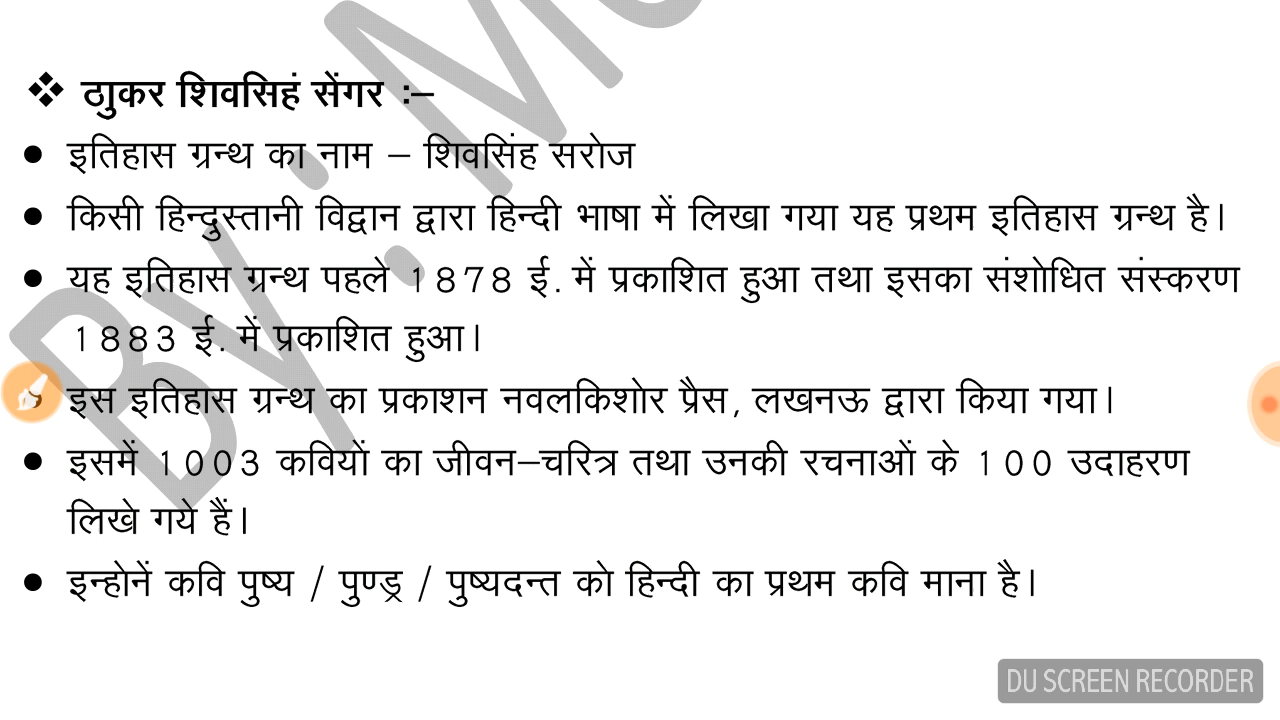 ❖ ठाुकर शिवसिहं सेंगर :–
● इतिहास ग्रन्थ का नाम – शिवसिंह सरोज
● किसी हिन्दुस्तानी विद्वान द्वारा हिन्दी भाषा में लिखा गया यह प्रथम इतिहास ग्रन्थ है।
● यह इतिहास ग्रन्थ पहले 1878 ई. में प्रकाशित हुआ तथा इसका संशोधित संस्करण
1883 ई. में प्रकाशित हुआ।
इस इतिहास ग्रन्थ का प्रकाशन नवलकिशोर प्रैस, लखनऊ द्वारा किया गया।
● इसमें 1003 कवियों का जीवन–चरित्र तथा उनकी रचनाओं के 100 उदाहरण
लिखे गये हैं।
● इन्होनें कवि पुष्य / पुण्ड्र / पुष्यदन्त को हिन्दी का प्रथम कवि माना है।
By: M
DU SCREEN RECORDER